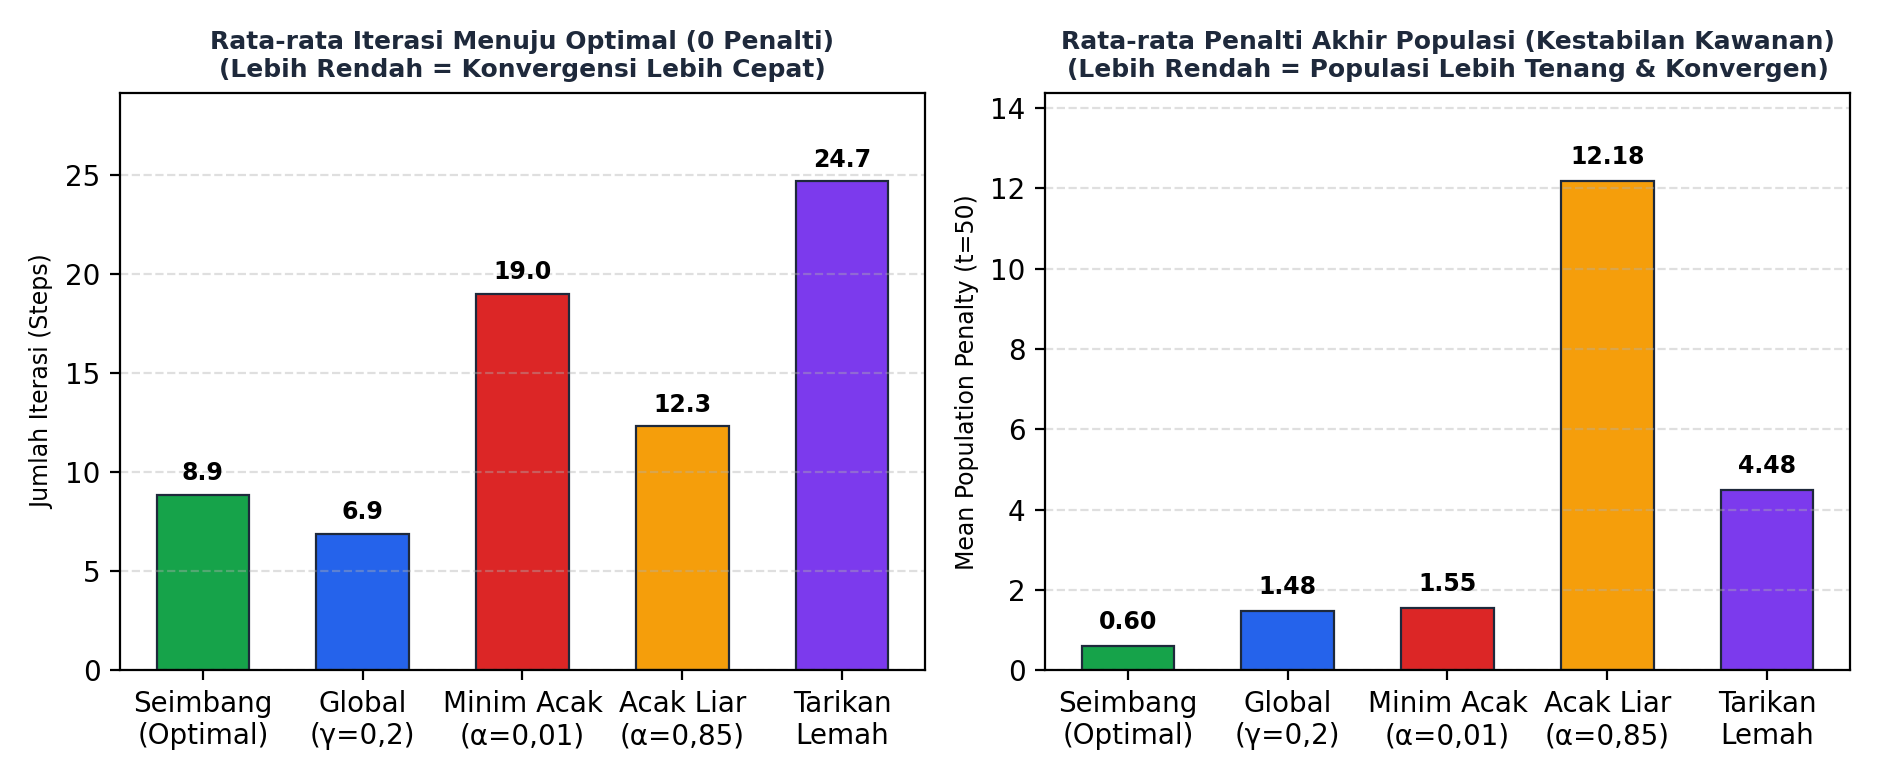 Rata-rata Iterasi Menuju Optimal (0 Penalti)
(Lebih Rendah = Konvergensi Lebih Cepat)
Jumlah Iterasi (Steps)
25
20
15
10
5
0
8.9
6.9
19.0
12.3
24.7
Seimbang
(Optimal)
Global
(γ=0,2)
Minim Acak
(α=0,01)
Acak Liar
(α=0,85)
Tarikan
Lemah
Rata-rata Penalti Akhir Populasi (Kestabilan Kawanan)
(Lebih Rendah = Populasi Lebih Tenang & Konvergen)
Mean Population Penalty (t=50)
14
12
10
8
6
4
2
0
0.60
1.48
1.55
12.18
4.48
Seimbang
(Optimal)
Global
(γ=0,2)
Minim Acak
(α=0,01)
Acak Liar
(α=0,85)
Tarikan
Lemah